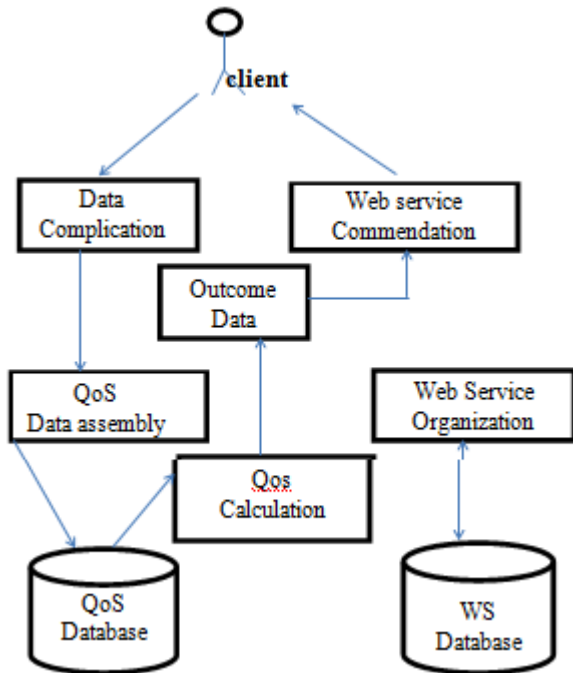 client
Data
Complication
Web service
Commendation
Outcome
Data
QoS
Data assembly
Web Service
Organization
Qos
Calculation
QoS
Database
WS
Database